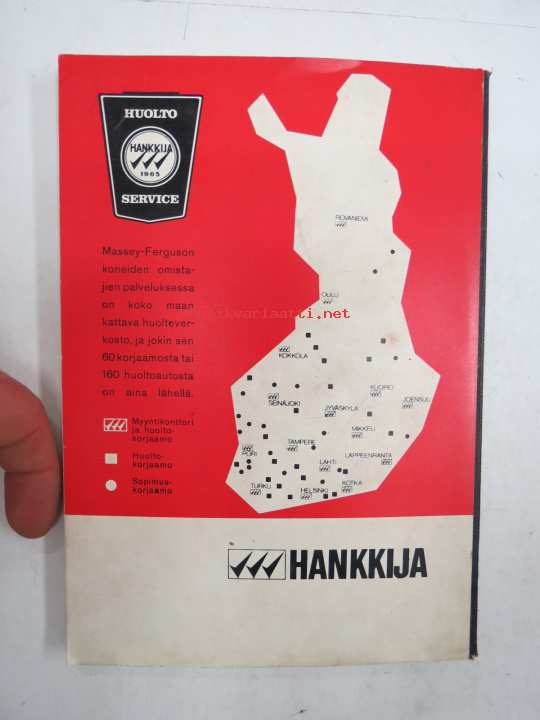 HUOLTO
HANKKIJA
1965
SERVICE
Massey-Ferguson
koneiden omista-
jien palveluksessa
on koko maan
kattava huoltover-
kosto, ja jokin sen
60 korjaamosta tai
160 huoltoautosta
on aina lähellä.
Myyntikonttori
ja huolto-
korjaamo
Huolto-
korjaamo
Sopimus-
korjaamo
ROVANIEMI
OULU
KOKKOLA
SEINÄJOKI
KUOPIO
JOENSUU
JYVÄSKYLÄ
MIKKELI
TAMPERE
PORI
LAHTI
LAPPEENRANTA
TURKU
HELSINKI
KOTKA
HANKKIJA